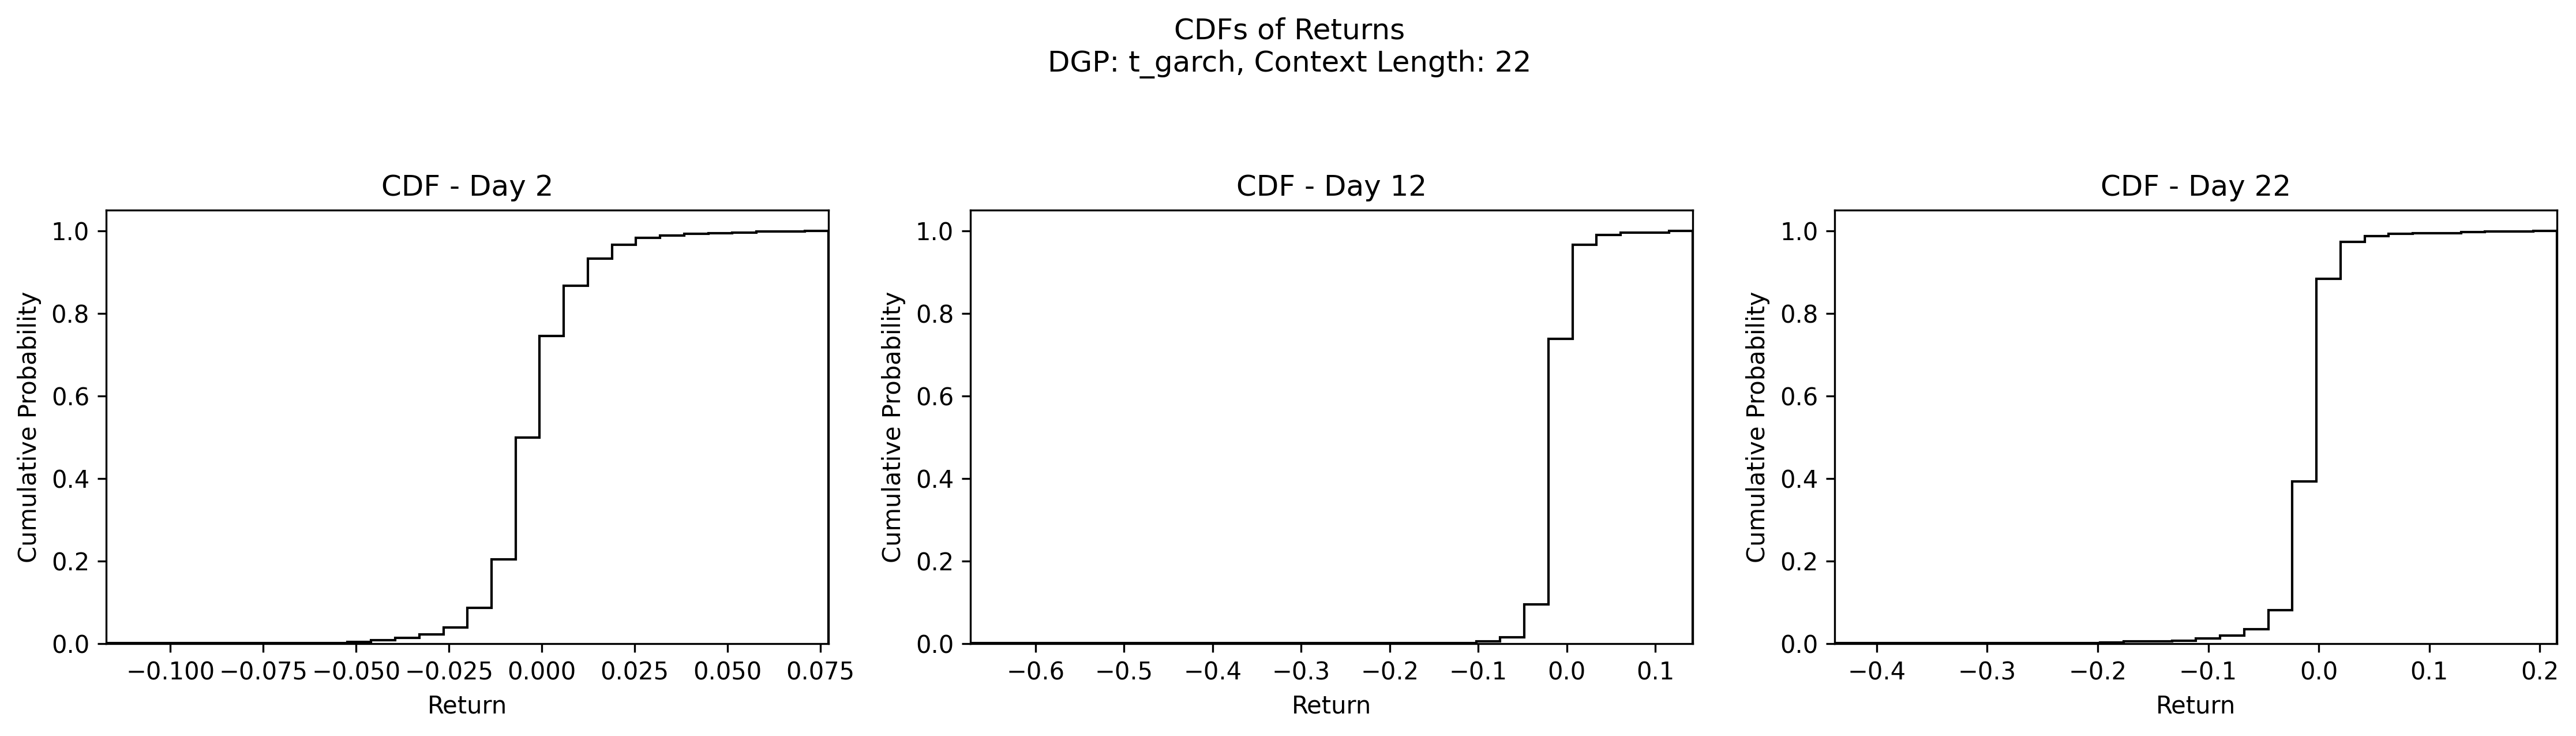 CDFs of Returns
DGP: t_garch, Context Length: 22
CDF - Day 2
1.0
0.8
0.6
0.4
0.2
0.0
Cumulative Probability
−0.100 −0.075 −0.050 −0.025 0.000 0.025 0.050 0.075
Return
CDF - Day 12
1.0
0.8
0.6
0.4
0.2
0.0
Cumulative Probability
−0.6 −0.5 −0.4 −0.3 −0.2 −0.1 0.0 0.1
Return
CDF - Day 22
1.0
0.8
0.6
0.4
0.2
0.0
Cumulative Probability
−0.4 −0.3 −0.2 −0.1 0.0 0.1 0.2
Return